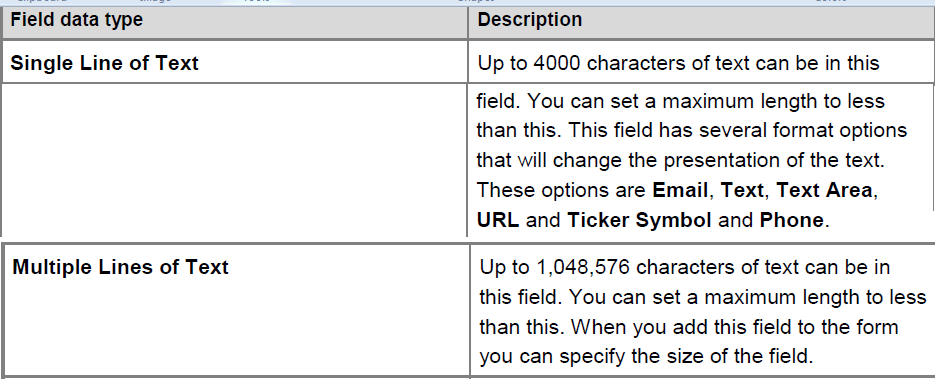 Field data type
Description
Single Line of Text
Up to 4000 characters of text can be in this
field. You can set a maximum length to less
than this. This field has several format options
that will change the presentation of the text.
These options are Email, Text, Text Area,
URL and Ticker Symbol and Phone.
Multiple Lines of Text
Up to 1,048,576 characters of text can be in
this field. You can set a maximum length to less
than this. When you add this field to the form
you can specify the size of the field.